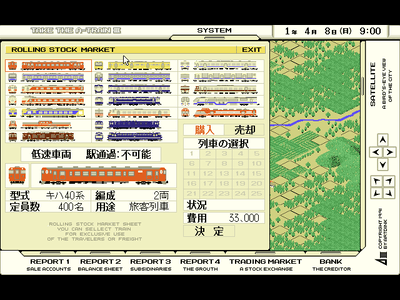 TAKE THE A-TRAIN III
SYSTEM
1年 4月 8日(月) 9:00
ROLLING STOCK MARKET
EXIT
購入 売却
列車の選択
低速車両 駅通過:不可能
型式 キハ40系 編成 2両
定員数 400名 用途 旅客列車
状況
費用 33.000
決 定
ROLLING STOCK MARKET SHEET
YOU CAN SELLECT TRAIN
FOR EXCLUSIVE USE
OF THE TRAVELERS OR FREIGHT
SATELLITE
A BIRD'S-EYE VIEW
OF THE CITY
REPORT 1
SALE ACCOUNTS
REPORT 2
BALANCE SHEET
REPORT 3
SUBSIDINARIES
REPORT 4
THE GROUTH
TRADING MARKET
A STOCK EXCHANGE
BANK
THE CREDITOR